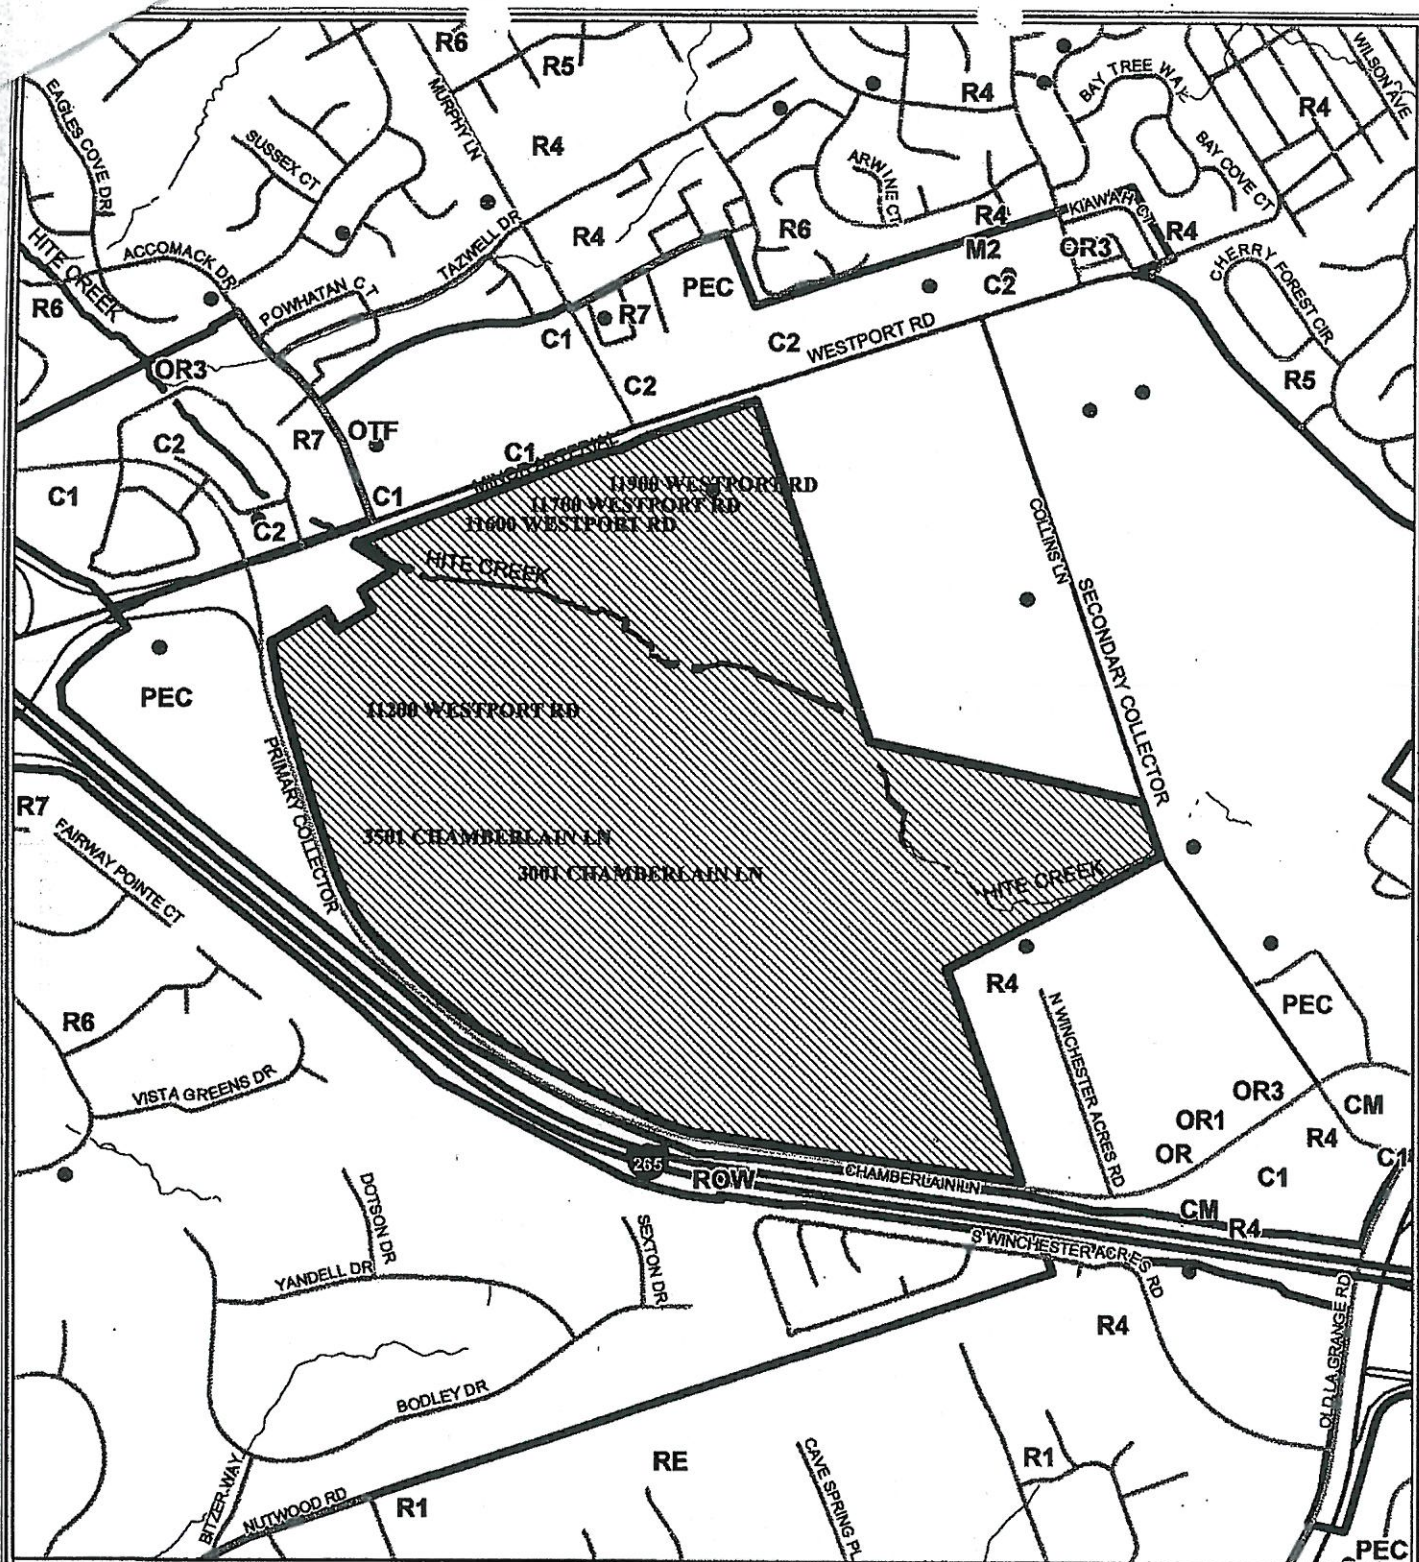 R6
R5
R4
WILSON AVE
BAY TREE WAY
R4
EAGLES COVE DR
MURPHY LN
SUSSEX CT
R4
ARWINE CT
BAY COVE CT
R4
KIAWAH CT
R4
HITE CREEK
ACCOMACK DR
TAZWELL DR
R4
R6
M2
OR3
CHERRY FOREST CIR
R6
POWHATAN CT
PEC
C2
R7
C1
C2
WESTPORT RD
OR3
C2
R5
C2
R7
OTF
C1
MINOR ARTERIAL
C1
C1
C2
11900 WESTPORT RD
11700 WESTPORT RD
11600 WESTPORT RD
HITE CREEK
COLLINS LN
SECONDARY COLLECTOR
PEC
11200 WESTPORT RD
PRIMARY COLLECTOR
R7
FAIRWAY POINTE CT
3501 CHAMBERLAIN LN
3001 CHAMBERLAIN LN
HITE CREEK
R4
N WINCHESTER ACRES RD
PEC
R6
VISTA GREENS DR
OR3
CM
OR1
R4
OR
C1
C1
265
ROW
CHAMBERLAIN LN
CM
R4
DOTSON DR
SEXTON DR
S WINCHESTER ACRES RD
YANDELL DR
R4
OLD LA GRANGE RD
BODLEY DR
BITZER WAY
NUTWOOD RD
R1
RE
CAVE SPRING PL
R1
PEC